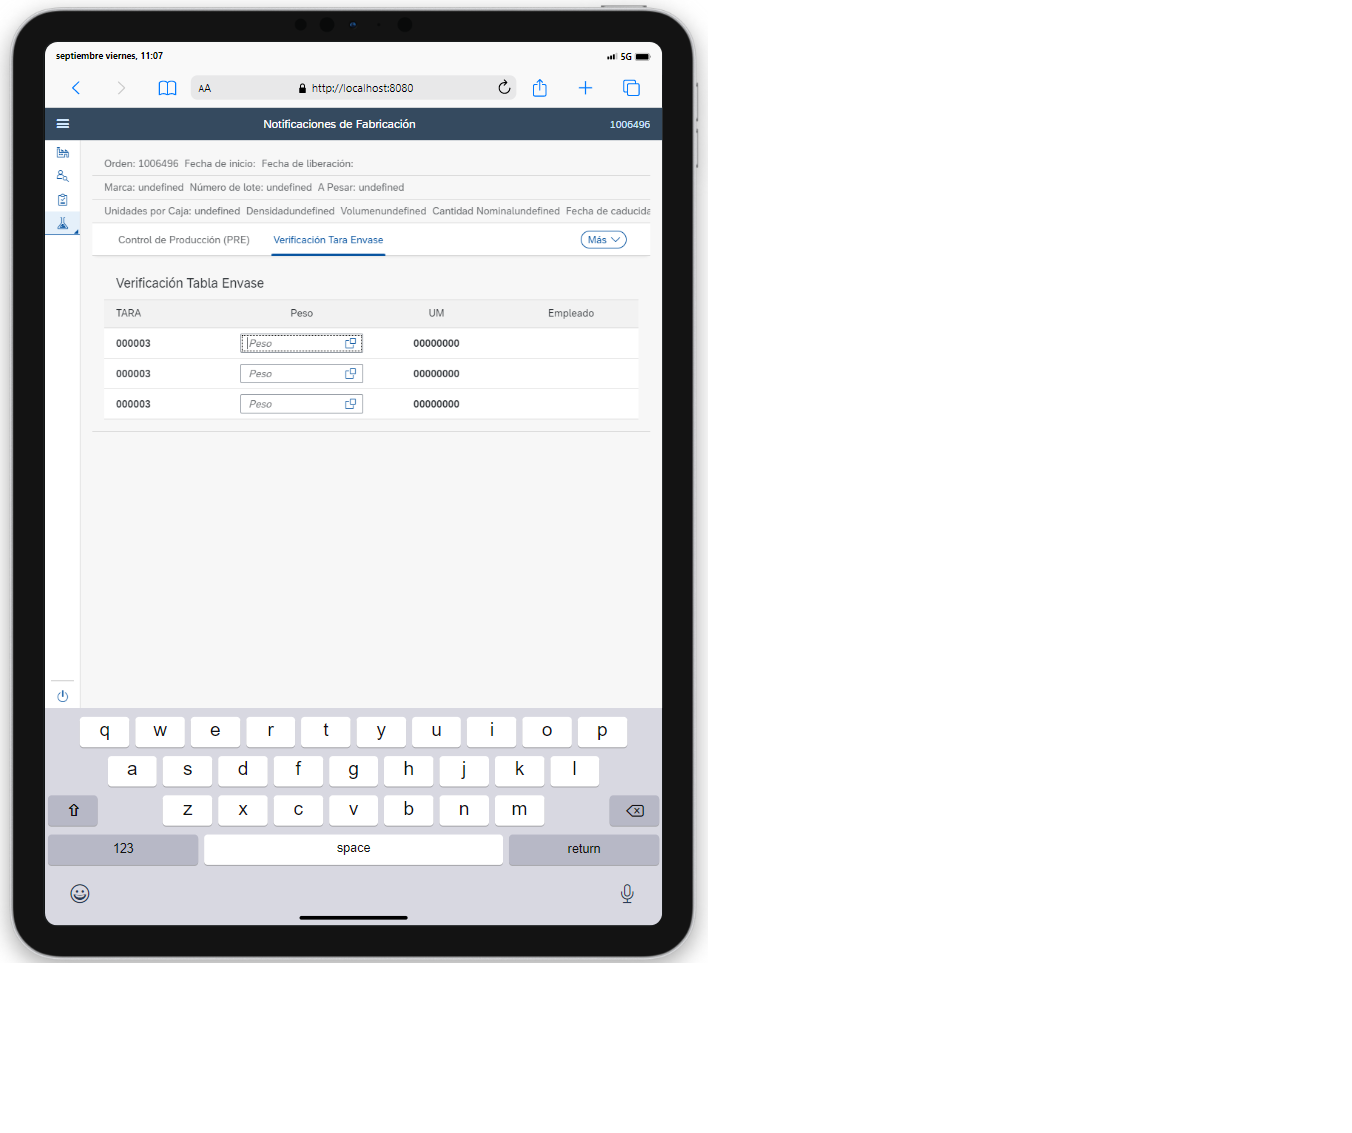 septiembre viernes, 11:07 5G
AA http://localhost:8080
Notificaciones de Fabricación 1006496
Orden: 1006496 Fecha de inicio: Fecha de liberación:
Marca: undefined Número de lote: undefined A Pesar: undefined
Unidades por Caja: undefined Densidadundefined Volumenundefined Cantidad Nominalundefined Fecha de caducida
Control de Producción (PRE) Verificación Tara Envase Más
Verificación Tabla Envase
TARA Peso UM Empleado
000003 Peso 00000000
000003 Peso 00000000
000003 Peso 00000000
q w e r t y u i o p
a s d f g h j k l
z x c v b n m
123 space return